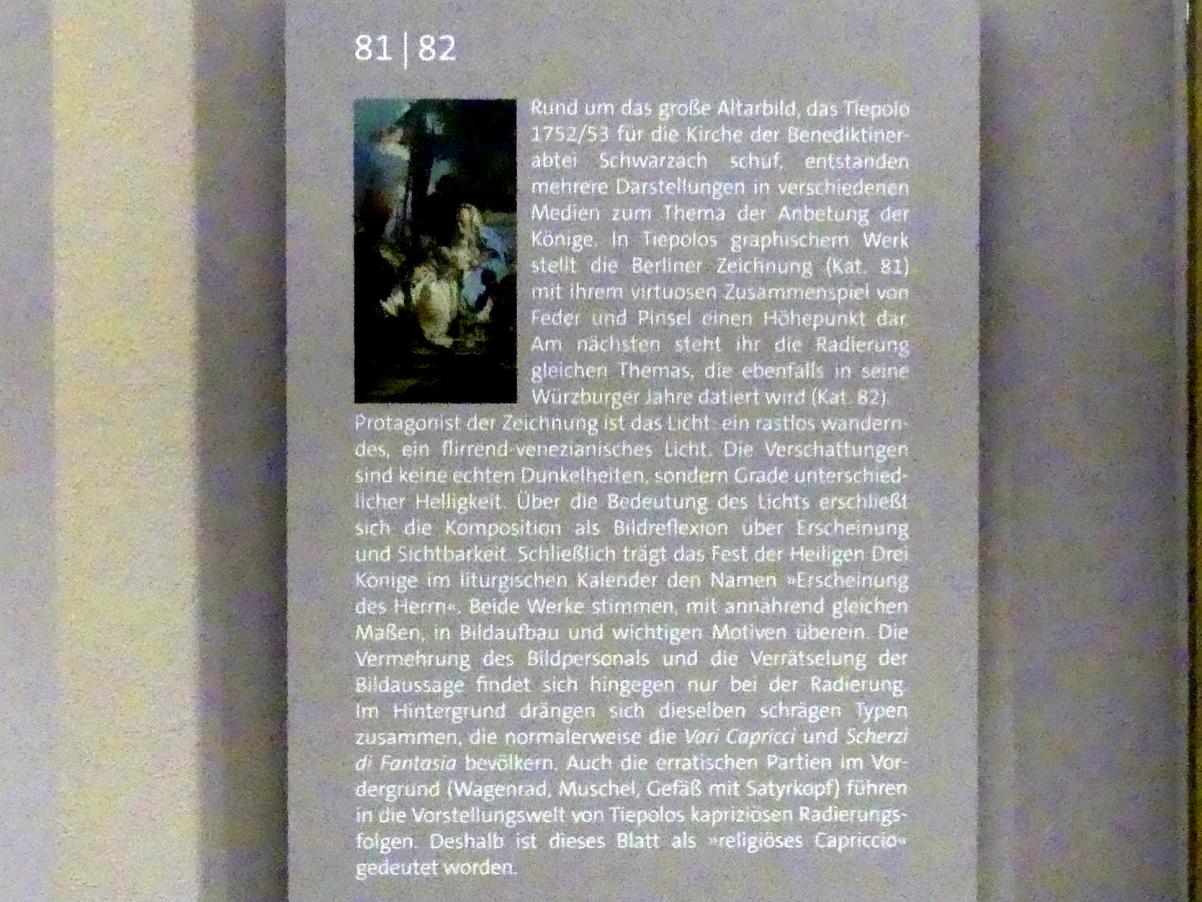 81|82
Rund um das große Altarbild, das Tiepolo
1752/53 für die Kirche der Benediktiner-
abtei Schwarzach schuf, entstanden
mehrere Darstellungen in verschiedenen
Medien zum Thema der Anbetung der
Könige. In Tiepolos graphischem Werk
stellt die Berliner Zeichnung (Kat. 81)
mit ihrem virtuosen Zusammenspiel von
Feder und Pinsel einen Höhepunkt dar.
Am nächsten steht ihr die Radierung
gleichen Themas, die ebenfalls in seine
Würzburger Jahre datiert wird (Kat. 82).
Protagonist der Zeichnung ist das Licht: ein rastlos wandern-
des, ein flirrend-venezianisches Licht. Die Verschattungen
sind keine echten Dunkelheiten, sondern Grade unterschied-
licher Helligkeit. Über die Bedeutung des Lichts erschließt
sich die Komposition als Bildreflexion über Erscheinung
und Sichtbarkeit. Schließlich trägt das Fest der Heiligen Drei
Könige im liturgischen Kalender den Namen »Erscheinung
des Herrn«. Beide Werke stimmen, mit annährend gleichen
Maßen, in Bildaufbau und wichtigen Motiven überein. Die
Vermehrung des Bildpersonals und die Verrätselung der
Bildaussage findet sich hingegen nur bei der Radierung.
Im Hintergrund drängen sich dieselben schrägen Typen
zusammen, die normalerweise die Vari Capricci und Scherzi
di Fantasia bevölkern. Auch die erratischen Partien im Vor-
dergrund (Wagenrad, Muschel, Gefäß mit Satyrkopf) führen
in die Vorstellungswelt von Tiepolos kapriziösen Radierungs-
folgen. Deshalb ist dieses Blatt als »religiöses Capriccio«
gedeutet worden.